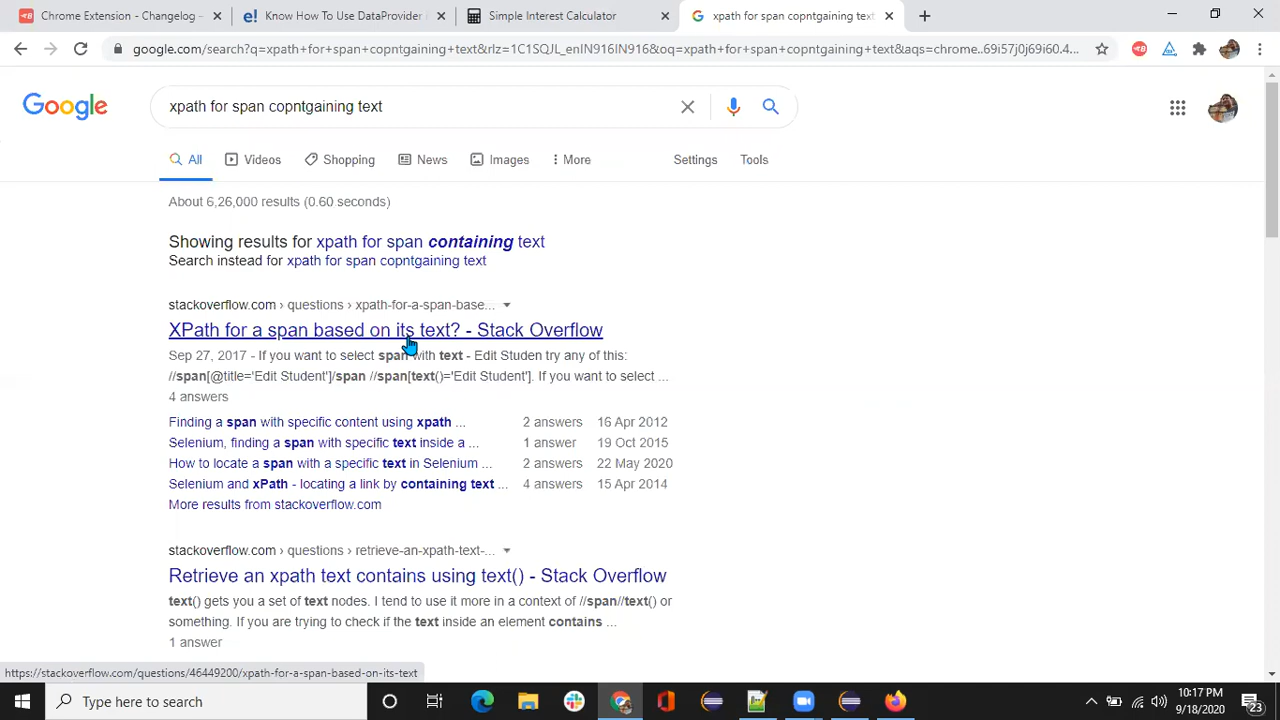 Chrome Extension - Changelog -
Know How To Use DataProvider
Simple Interest Calculator
xpath for span copntgaining text
google.com/search?q=xpath+for+span+copntgaining+text&rlz=1C1SQJL_enIN916IN916&oq=xpath+for+span+copntgaining+text&aqs=chrome..69i57j0j69i60.4...
Google
xpath for span copntgaining text
All
Videos
Shopping
News
Images
More
Settings
Tools
About 6,26,000 results (0.60 seconds)
Showing results for xpath for span containing text
Search instead for xpath for span copntgaining text
stackoverflow.com › questions › xpath-for-a-span-base...
XPath for a span based on its text? - Stack Overflow
Sep 27, 2017 - If you want to select span with text - Edit Studen try any of this:
//span[@title='Edit Student']/span //span[text()='Edit Student']. If you want to select ...
4 answers
Finding a span with specific content using xpath ... 2 answers 16 Apr 2012
Selenium, finding a span with specific text inside a ... 1 answer 19 Oct 2015
How to locate a span with a specific text in Selenium ... 2 answers 22 May 2020
Selenium and xPath - locating a link by containing text ... 4 answers 15 Apr 2014
More results from stackoverflow.com
stackoverflow.com › questions › retrieve-an-xpath-text-...
Retrieve an xpath text contains using text() - Stack Overflow
text() gets you a set of text nodes. I tend to use it more in a context of //span//text() or
something. If you are trying to check if the text inside an element contains ...
1 answer
https://stackoverflow.com/questions/46449200/xpath-for-a-span-based-on-its-text
Type here to search
10:17 PM
9/18/2020
23